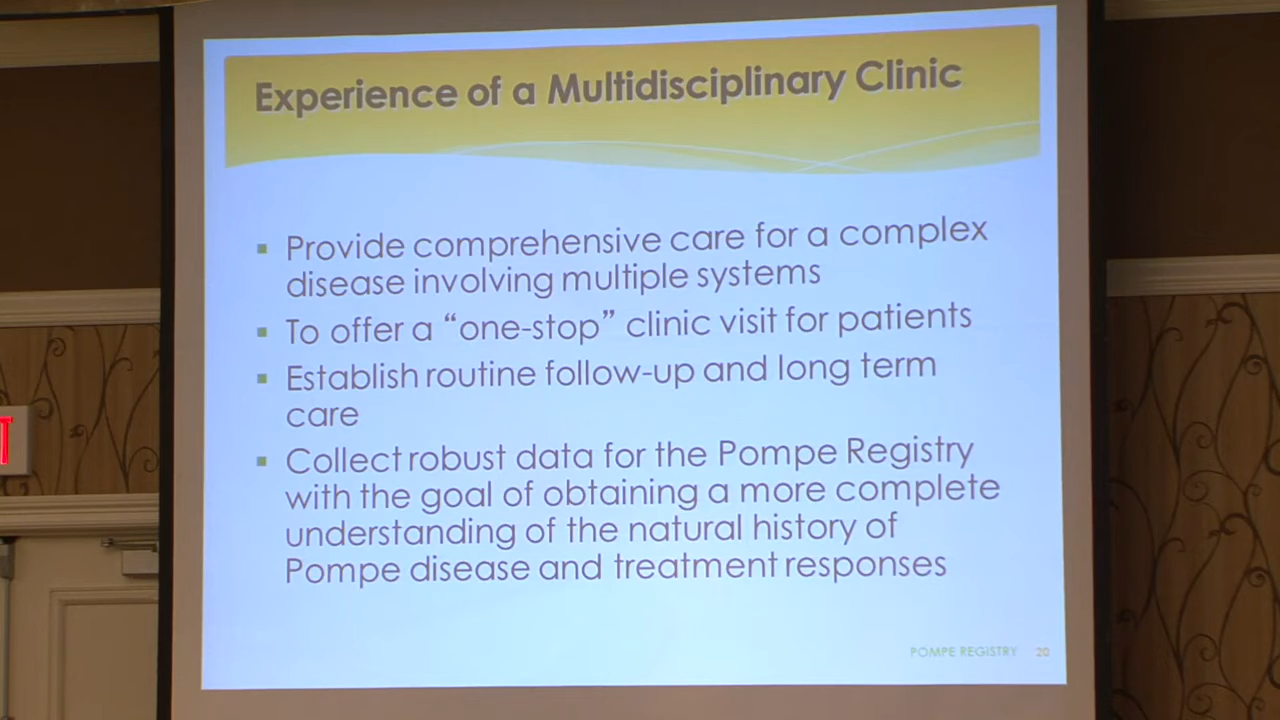 Experience of a Multidisciplinary Clinic
▪ Provide comprehensive care for a complex
disease involving multiple systems
▪ To offer a “one-stop” clinic visit for patients
▪ Establish routine follow-up and long term
care
▪ Collect robust data for the Pompe Registry
with the goal of obtaining a more complete
understanding of the natural history of
Pompe disease and treatment responses
POMPE REGISTRY 20
T